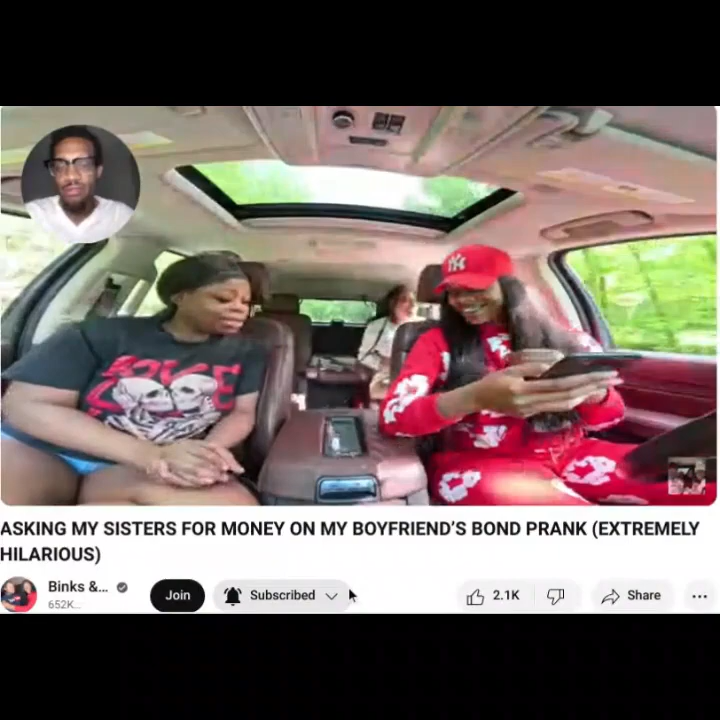 NY
ASKING MY SISTERS FOR MONEY ON MY BOYFRIEND'S BOND PRANK (EXTREMELY
HILARIOUS)
Binks &...
652K...
Join
Subscribed
2.1K
Share